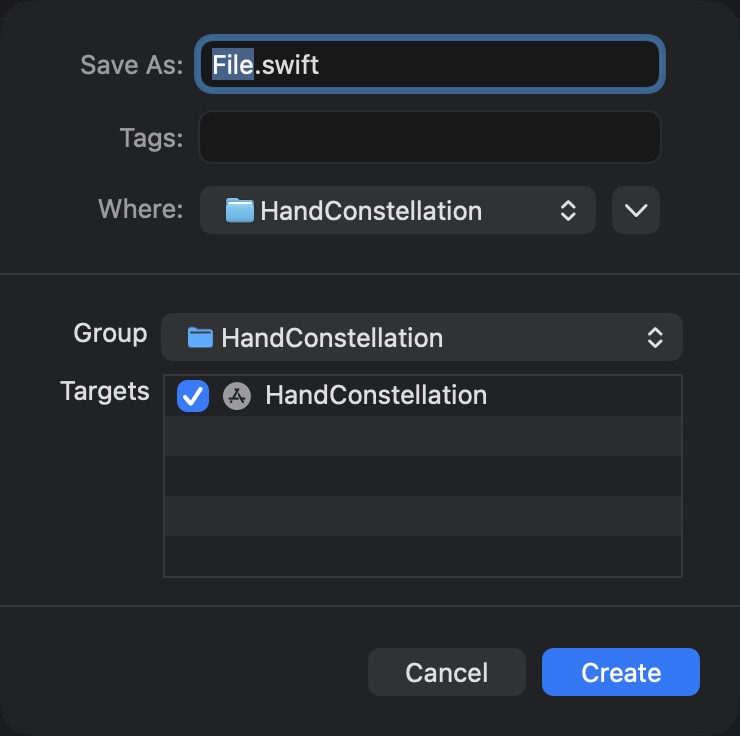 Save As: File.swift
Tags:
Where: HandConstellation
Group HandConstellation
Targets HandConstellation
Cancel Create